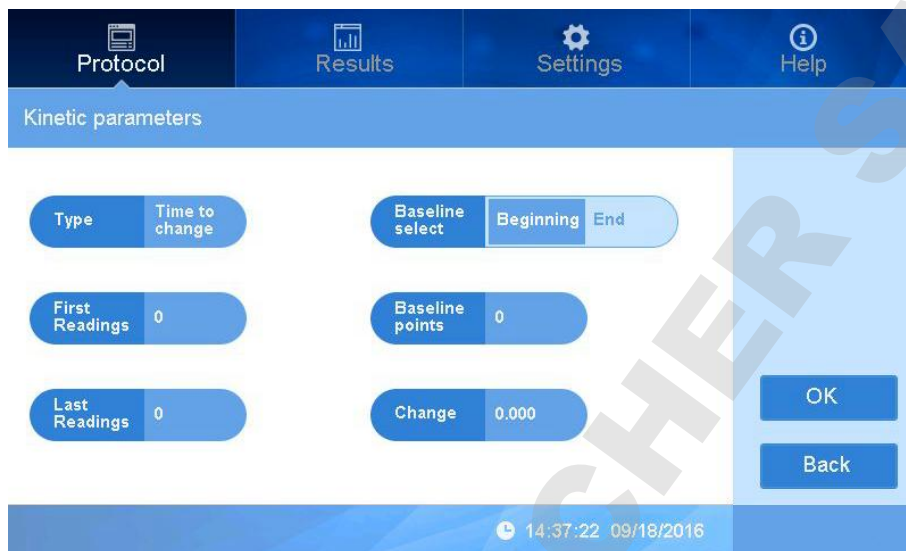 Protocol
Results
Settings
Help
Kinetic parameters
Type
Time to
change
Baseline
select
Beginning
End
First
Readings
0
Baseline
points
0
Last
Readings
0
Change
0.000
OK
Back
14:37:22 09/18/2016